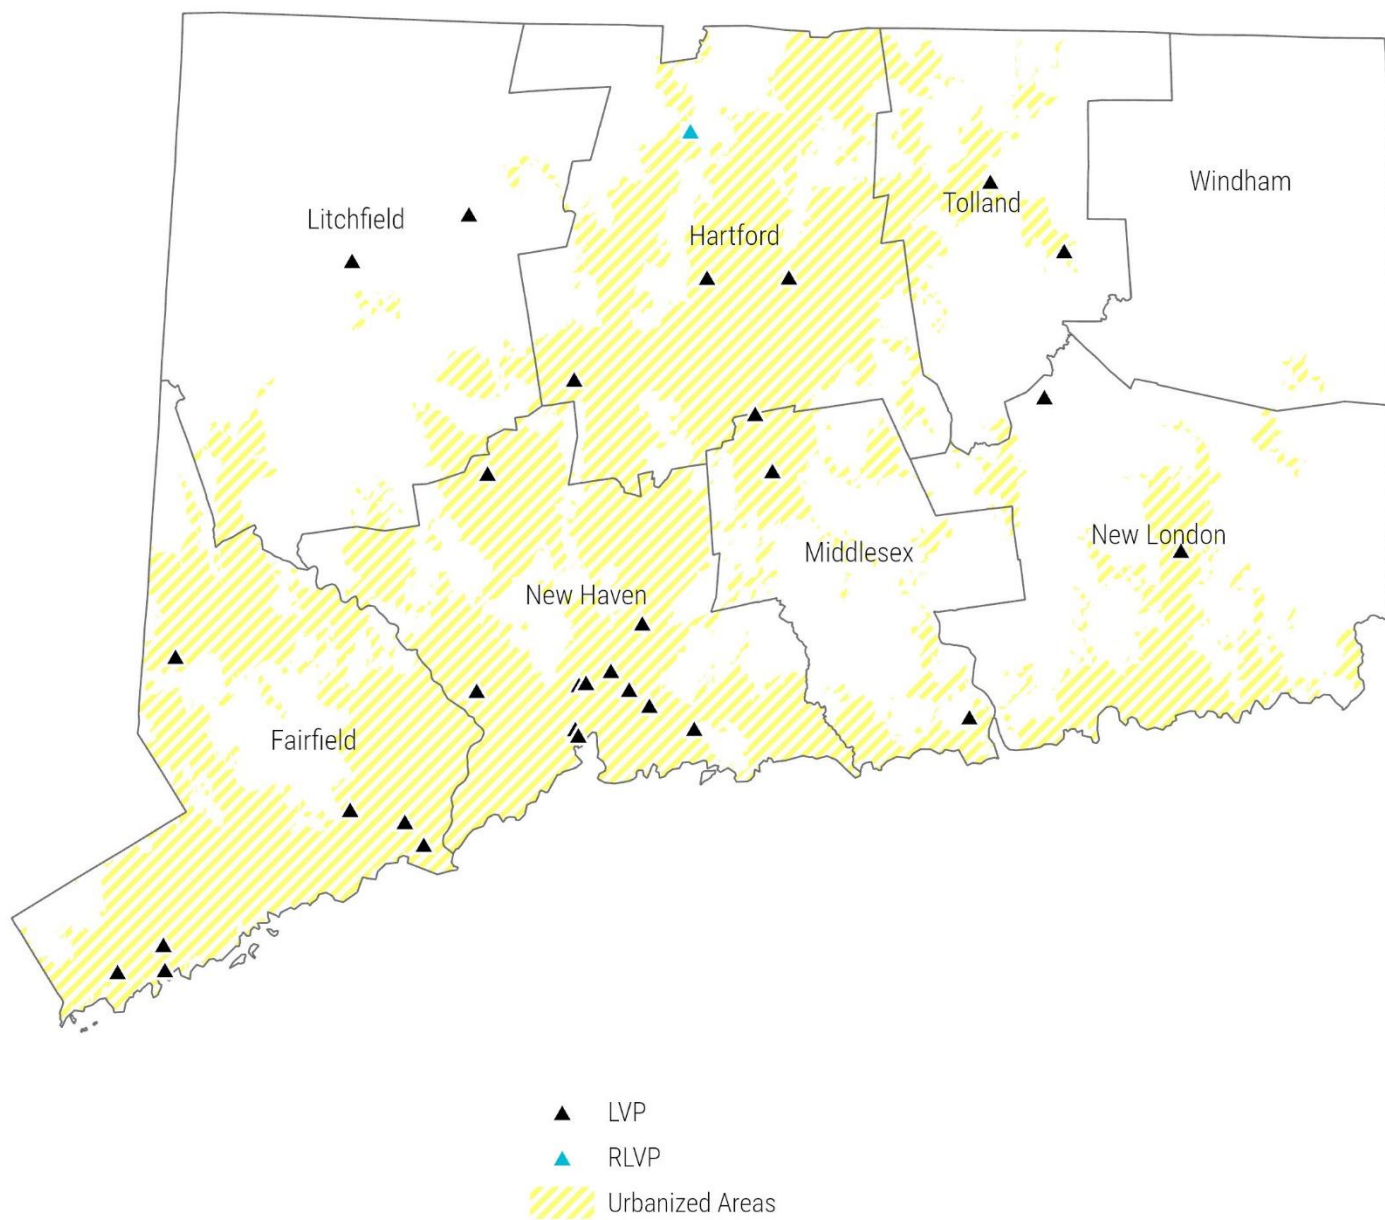 Windham
Tolland
Litchfield
Hartford
New London
Middlesex
New Haven
Fairfield
LVP
RLVP
Urbanized Areas